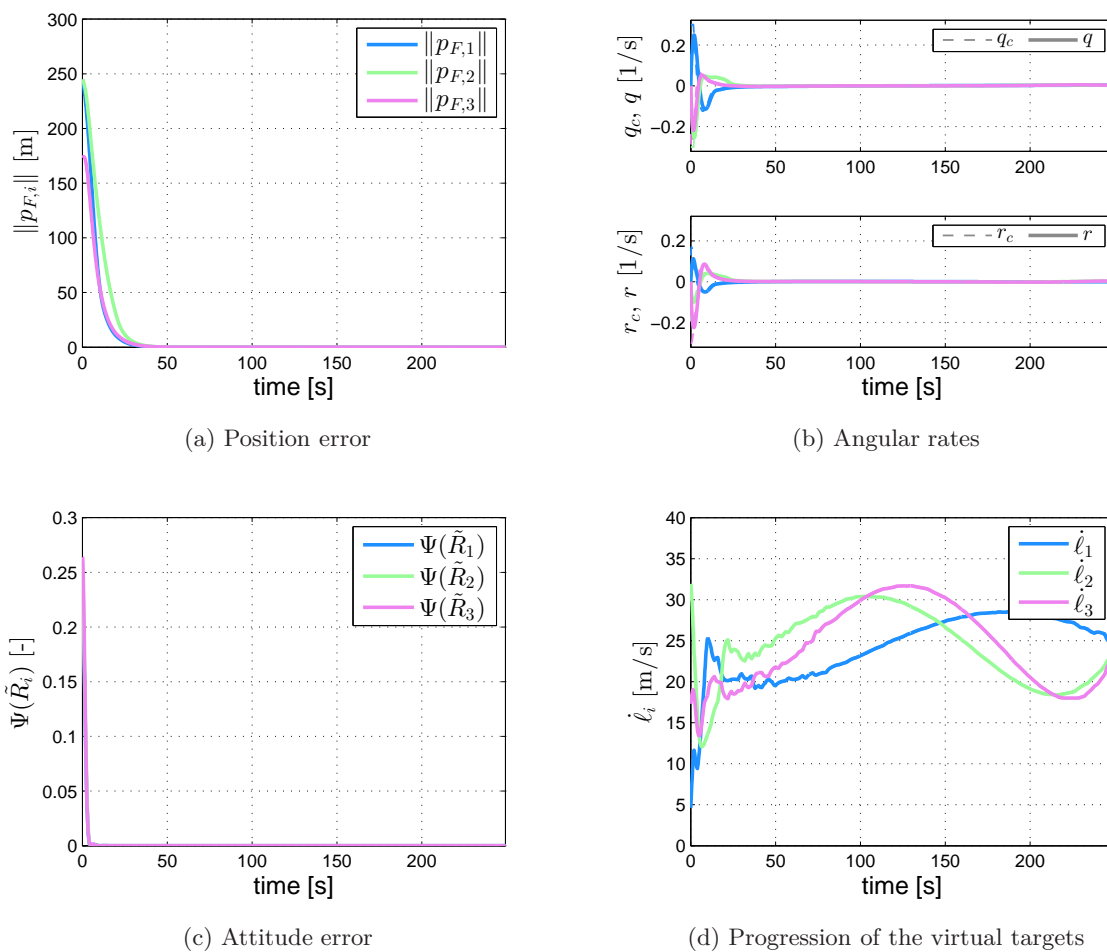 300
250
200
150
100
50
0
0 50 100 150 200
‖p_{F,i}‖ [m]
time [s]
‖p_{F,1}‖
‖p_{F,2}‖
‖p_{F,3}‖
(a) Position error
0.2
0
−0.2
0 50 100 150 200
q_c, q [1/s]
q_c q
0.2
0
−0.2
0 50 100 150 200
r_c, r [1/s]
r_c r
time [s]
(b) Angular rates
0.3
0.25
0.2
0.15
0.1
0.05
0
0 50 100 150 200
Ψ(R̃_i) [-]
time [s]
Ψ(R̃_1)
Ψ(R̃_2)
Ψ(R̃_3)
(c) Attitude error
40
35
30
25
20
15
10
5
0
0 50 100 150 200
ℓ̇_i [m/s]
time [s]
ℓ̇_1
ℓ̇_2
ℓ̇_3
(d) Progression of the virtual targets